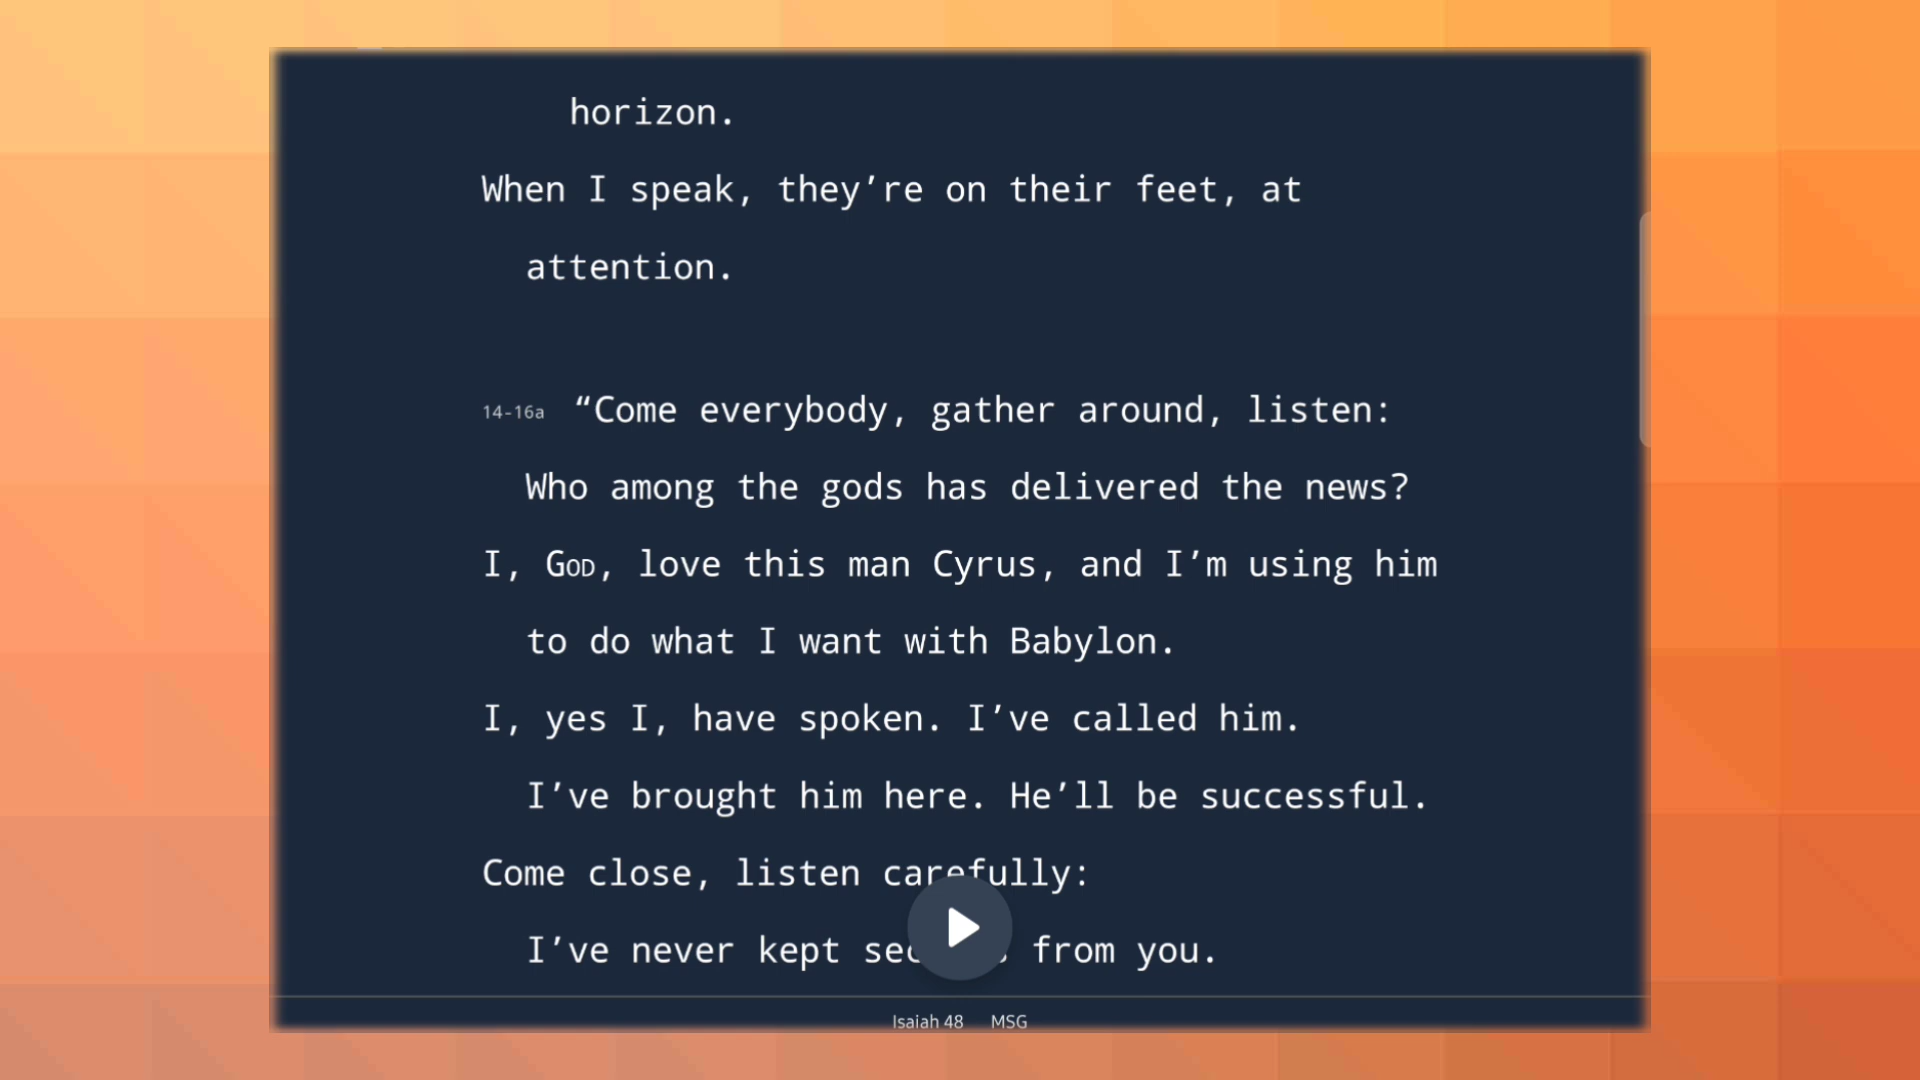 horizon.
When I speak, they’re on their feet, at
attention.
14-16a “Come everybody, gather around, listen:
Who among the gods has delivered the news?
I, GOD, love this man Cyrus, and I’m using him
to do what I want with Babylon.
I, yes I, have spoken. I’ve called him.
I’ve brought him here. He’ll be successful.
Come close, listen carefully:
I’ve never kept from you.
Isaiah 48 MSG